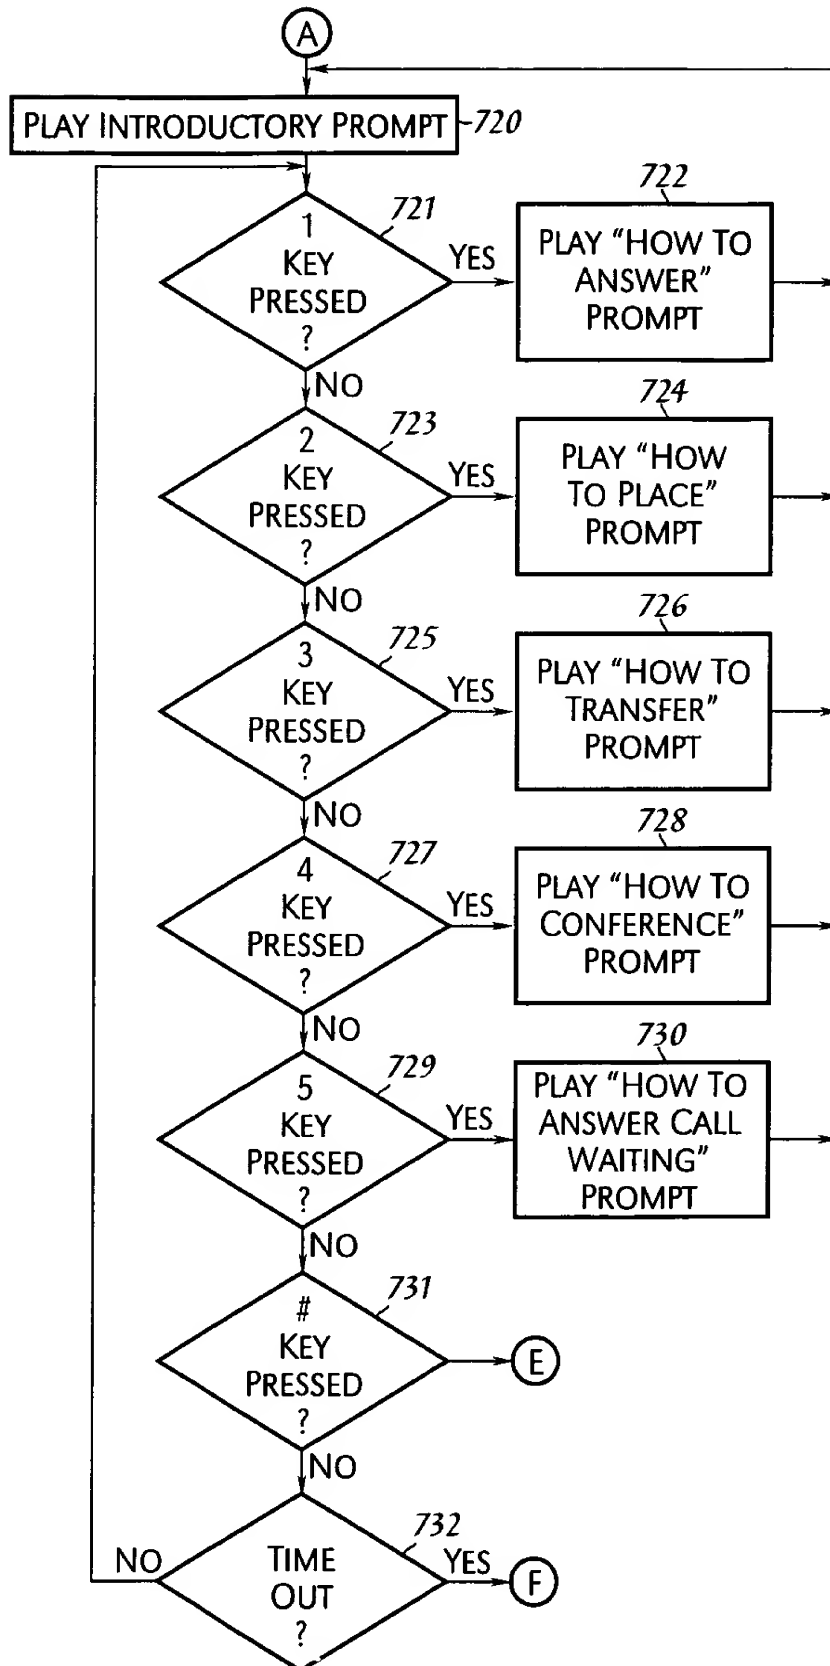 A
PLAY INTRODUCTORY PROMPT
720
1
KEY
PRESSED
?
721
YES
722
PLAY “HOW TO
ANSWER”
PROMPT
NO
2
KEY
PRESSED
?
723
YES
724
PLAY “HOW
TO PLACE”
PROMPT
NO
3
KEY
PRESSED
?
725
YES
726
PLAY “HOW TO
TRANSFER”
PROMPT
NO
4
KEY
PRESSED
?
727
YES
728
PLAY “HOW TO
CONFERENCE”
PROMPT
NO
5
KEY
PRESSED
?
729
YES
730
PLAY “HOW TO
ANSWER CALL
WAITING”
PROMPT
NO
#
KEY
PRESSED
?
731
E
NO
TIME
OUT
?
732
NO
YES
F